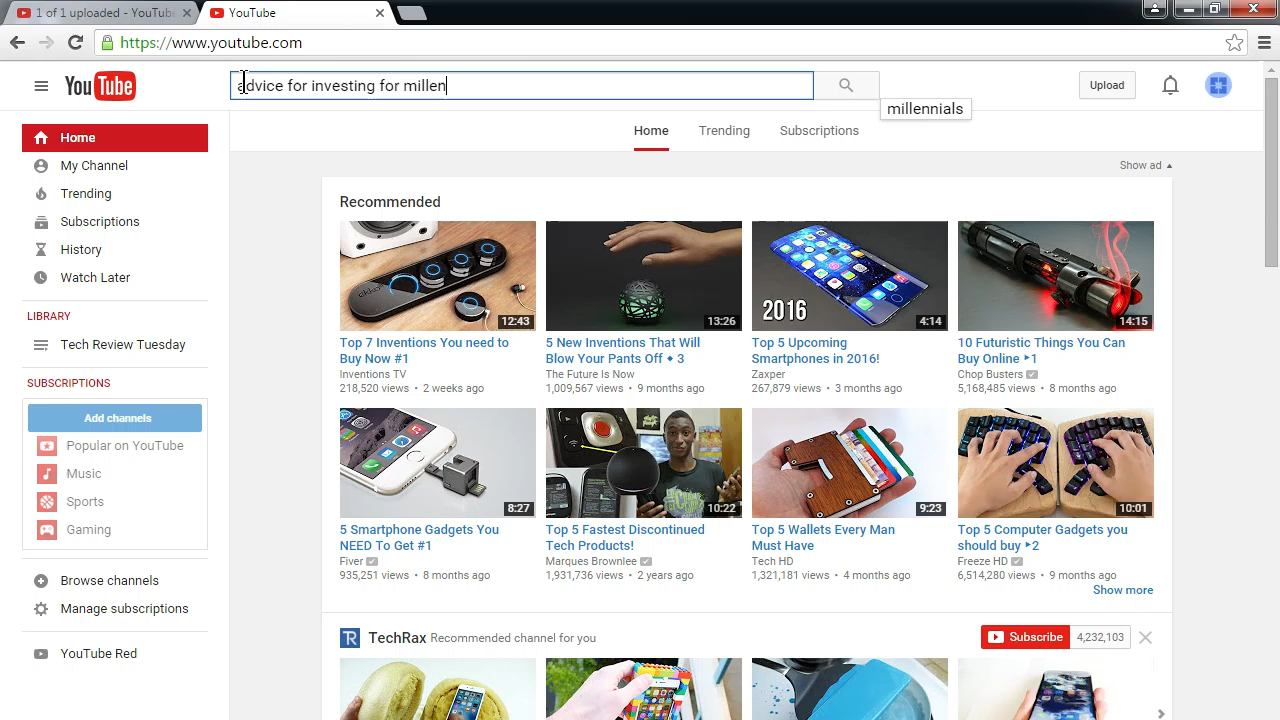 1 of 1 uploaded - YouTube
YouTube
https://www.youtube.com
YouTube
advice for investing for millen
millennials
Upload
Home
Trending
Subscriptions
Show ad
Home
My Channel
Trending
Subscriptions
History
Watch Later
LIBRARY
Tech Review Tuesday
SUBSCRIPTIONS
Add channels
Popular on YouTube
Music
Sports
Gaming
Browse channels
Manage subscriptions
YouTube Red
Recommended
12:43
13:26
2016
4:14
14:15
Top 7 Inventions You need to
Buy Now #1
Inventions TV
218,520 views • 2 weeks ago
5 New Inventions That Will
Blow Your Pants Off ♦ 3
The Future Is Now
1,009,567 views • 9 months ago
Top 5 Upcoming
Smartphones in 2016!
Zaxper
267,879 views • 3 months ago
10 Futuristic Things You Can
Buy Online ►1
Chop Busters
5,168,485 views • 8 months ago
8:27
10:22
9:23
10:01
5 Smartphone Gadgets You
NEED To Get #1
Fiver
935,251 views • 8 months ago
Top 5 Fastest Discontinued
Tech Products!
Marques Brownlee
1,931,736 views • 2 years ago
Top 5 Wallets Every Man
Must Have
Tech HD
1,321,181 views • 4 months ago
Top 5 Computer Gadgets you
should buy ►2
Freeze HD
6,514,280 views • 9 months ago
Show more
TR
TechRax Recommended channel for you
Subscribe 4,232,103